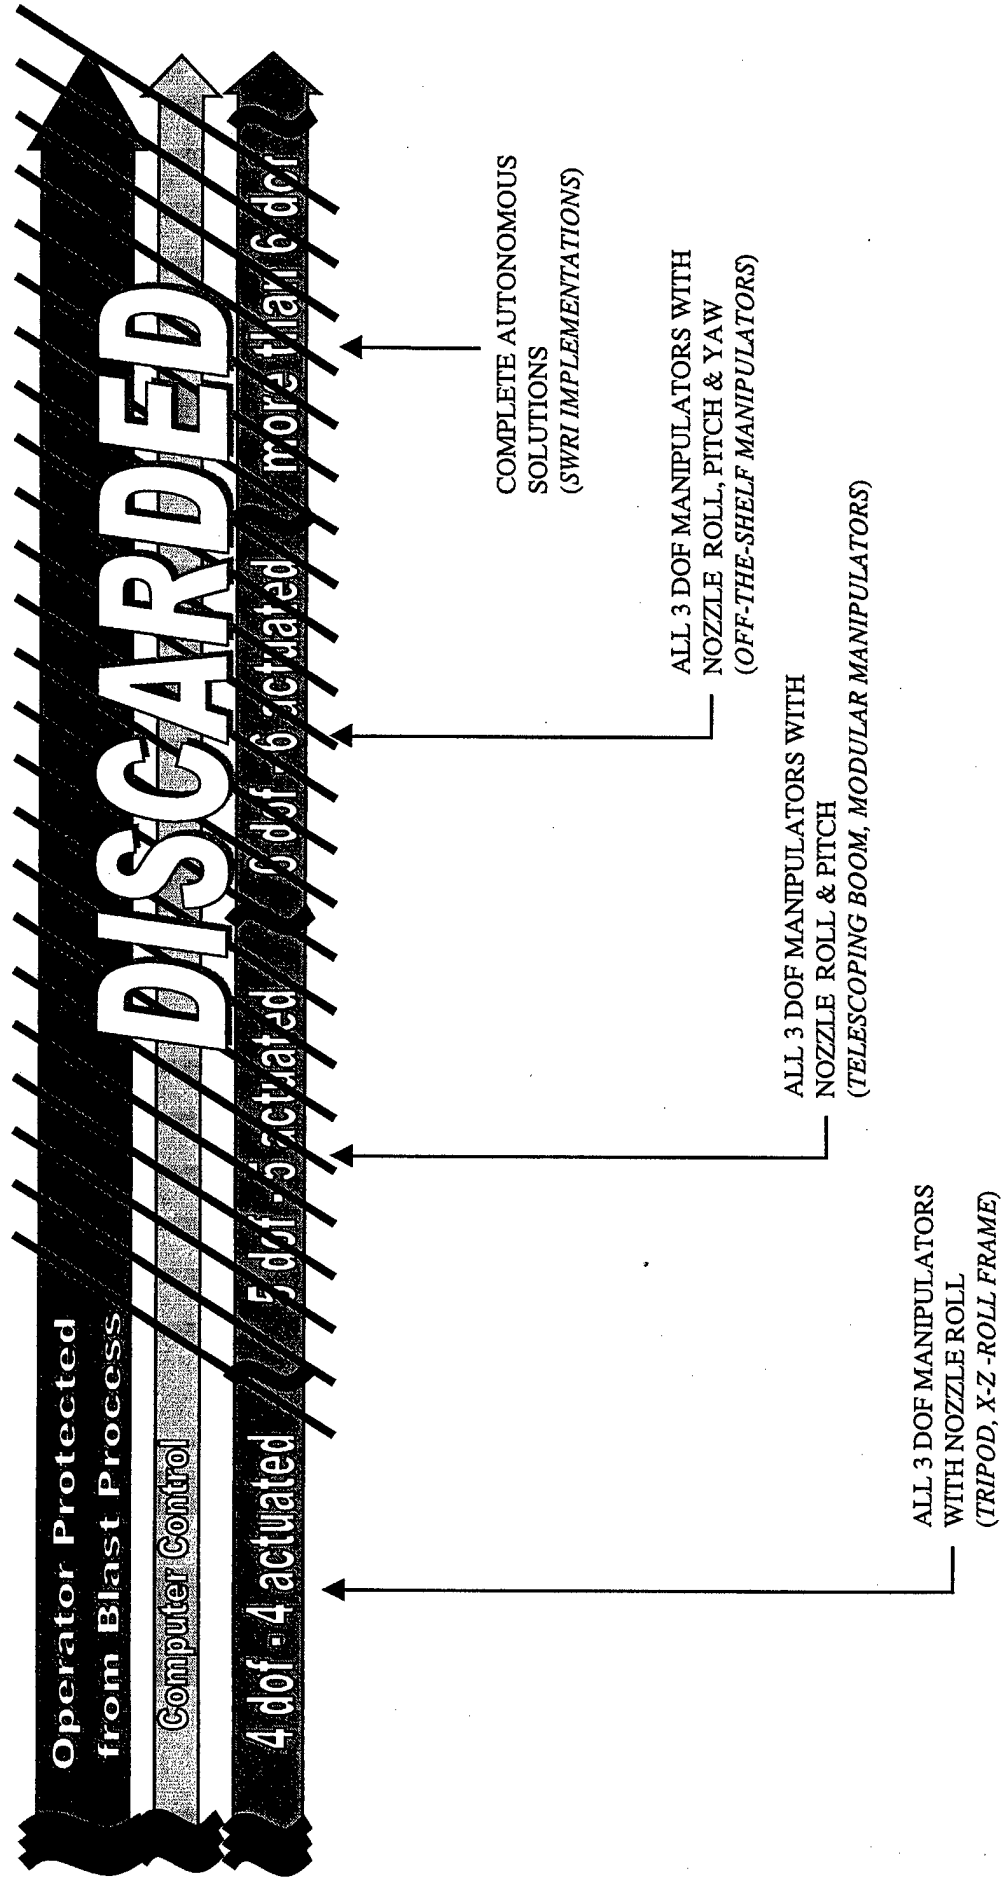 Operator Protected
from Blast Process
Computer Control
DISCARDED
4 dof - 4 actuated
5 dof - 5 actuated
6 dof - 6 actuated
more than 6 dof
COMPLETE AUTONOMOUS
SOLUTIONS
(SWRI IMPLEMENTATIONS)
ALL 3 DOF MANIPULATORS WITH
NOZZLE ROLL, PITCH & YAW
(OFF-THE-SHELF MANIPULATORS)
ALL 3 DOF MANIPULATORS WITH
NOZZLE ROLL & PITCH
(TELESCOPING BOOM, MODULAR MANIPULATORS)
ALL 3 DOF MANIPULATORS
WITH NOZZLE ROLL
(TRIPOD, X-Z -ROLL FRAME)